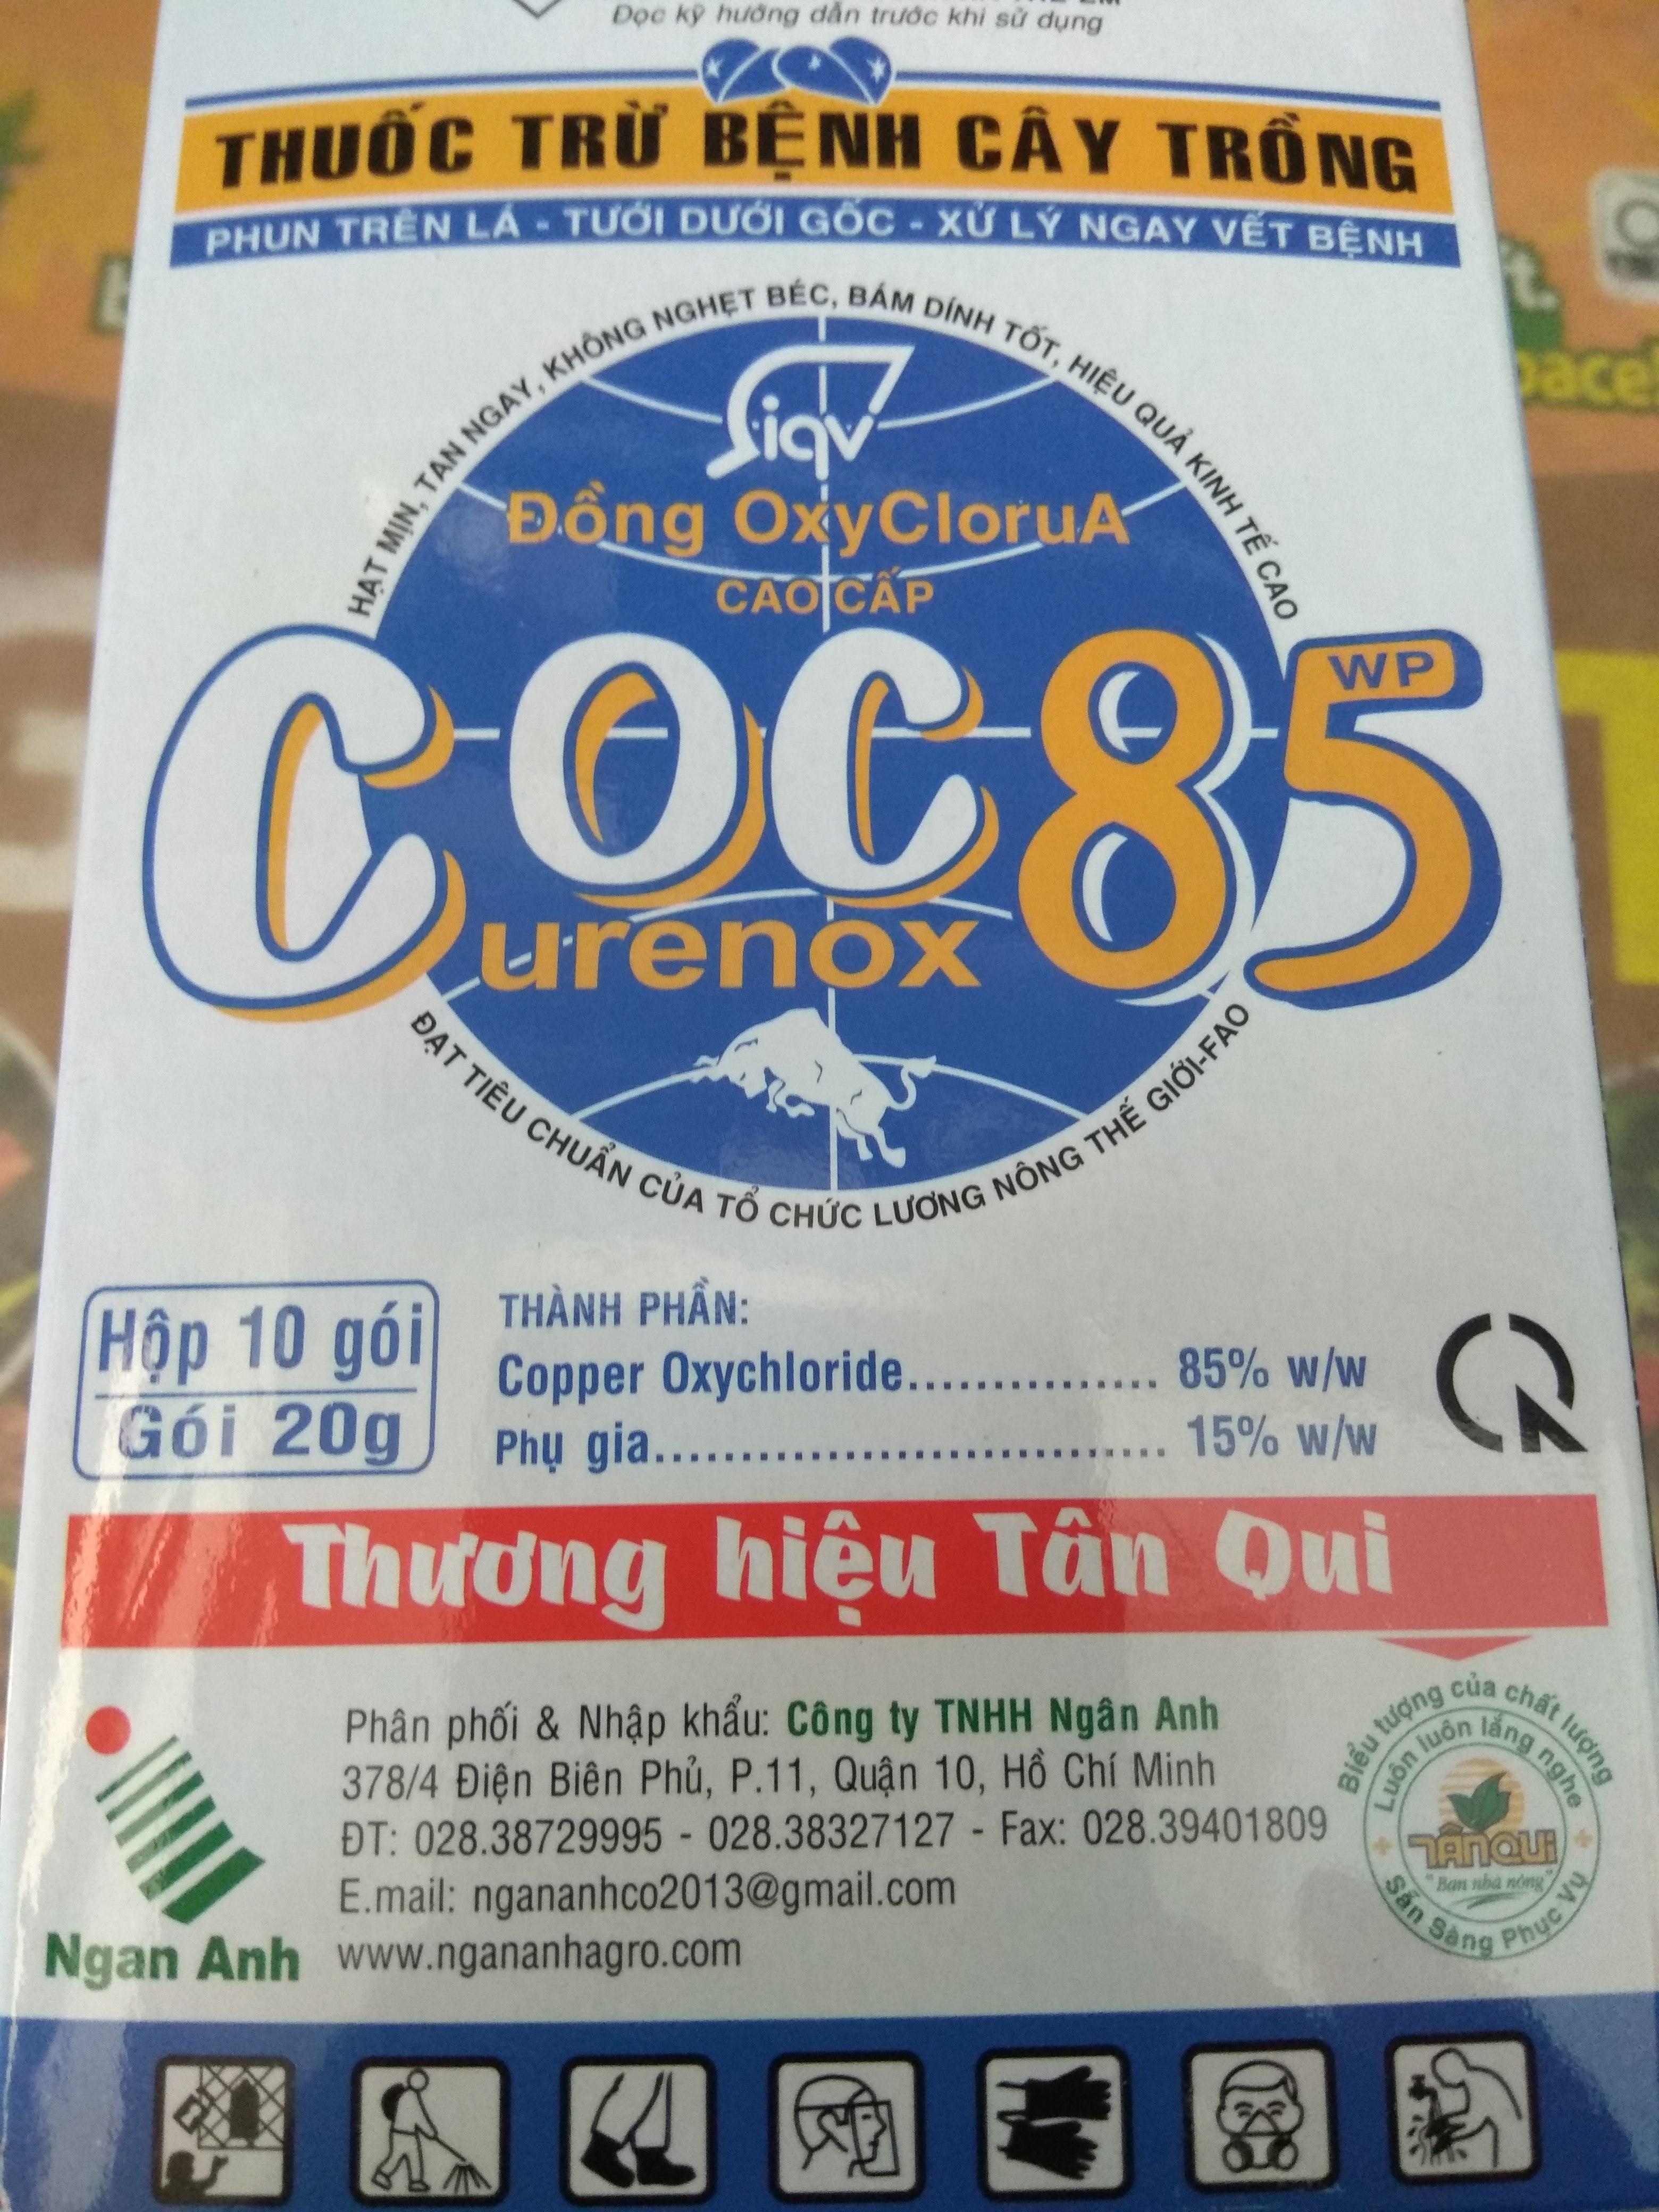 Đọc kỹ hướng dẫn trước khi sử dụng
THUỐC TRỪ BỆNH CÂY TRỒNG
PHUN TRÊN LÁ - TƯỚI DƯỚI GỐC - XỬ LÝ NGAY VẾT BỆNH
HẠT MỊN, TAN NGAY, KHÔNG NGHẸT BÉC, BÁM DÍNH TỐT, HIỆU QUẢ KINH TẾ CAO
Siqv
Đồng OxyCloruA
CAO CẤP
COC85
WP
Curenox
ĐẠT TIÊU CHUẨN CỦA TỔ CHỨC LƯƠNG NÔNG THẾ GIỚI-FAO
Hộp 10 gói
Gói 20g
THÀNH PHẦN:
Copper Oxychloride................ 85% w/w
Phụ gia................................ 15% w/w
Thương hiệu Tân Qui
Phân phối & Nhập khẩu: Công ty TNHH Ngân Anh
378/4 Điện Biên Phủ, P.11, Quận 10, Hồ Chí Minh
ĐT: 028.38729995 - 028.38327127 - Fax: 028.39401809
E.mail: ngananhco2013@gmail.com
www.ngananhagro.com
Ngan Anh
Biểu tượng của chất lượng
Luôn luôn lắng nghe
TÂN QUI
"Bạn nhà nông"
Sẵn Sàng Phục Vụ